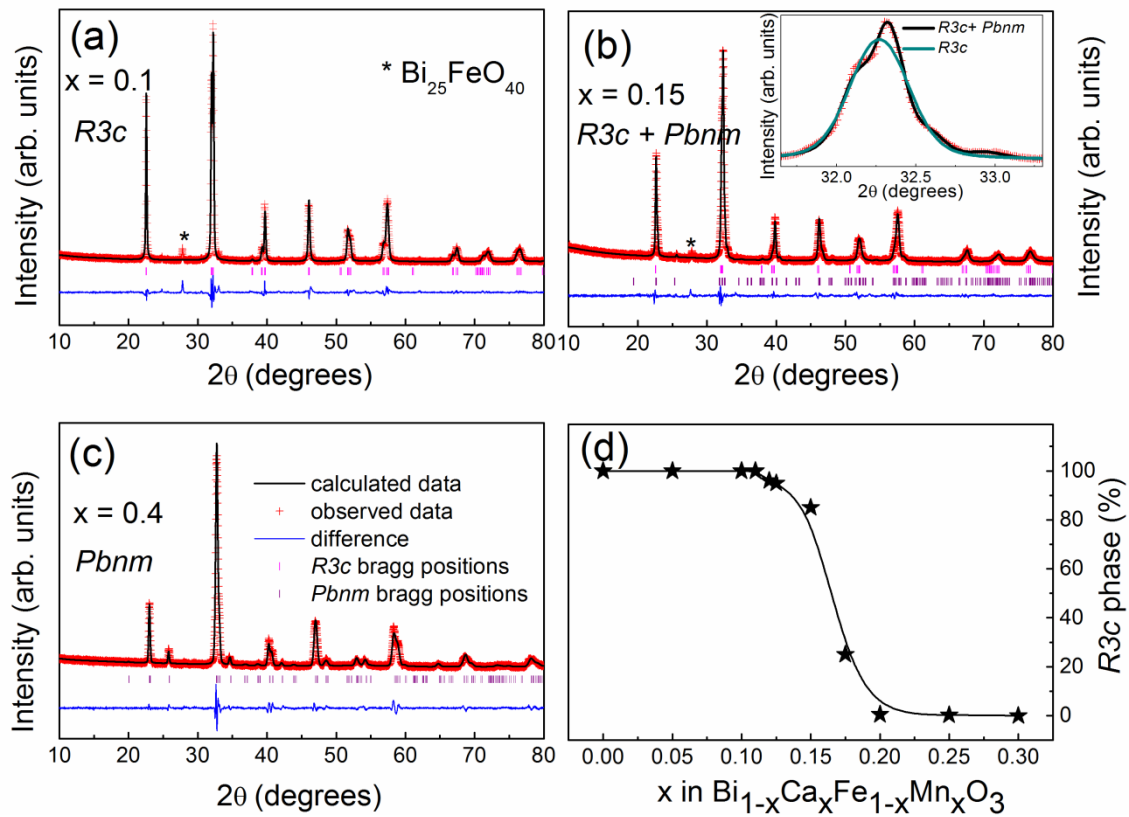 (a)
x = 0.1
R3c
* Bi25FeO40
*
Intensity (arb. units)
10 20 30 40 50 60 70 80
2θ (degrees)
(b)
x = 0.15
R3c + Pbnm
*
Intensity (arb. units)
10 20 30 40 50 60 70 80
2θ (degrees)
R3c+ Pbnm
R3c
Intensity (arb. units)
32.0 32.5 33.0
2θ (degrees)
(c)
x = 0.4
Pbnm
calculated data
observed data
difference
R3c bragg positions
Pbnm bragg positions
Intensity (arb. units)
10 20 30 40 50 60 70 80
2θ (degrees)
(d)
100
80
60
40
20
0
R3c phase (%)
0.00 0.05 0.10 0.15 0.20 0.25 0.30
x in Bi1-xCaxFe1-xMnxO3
Intensity (arb. units)